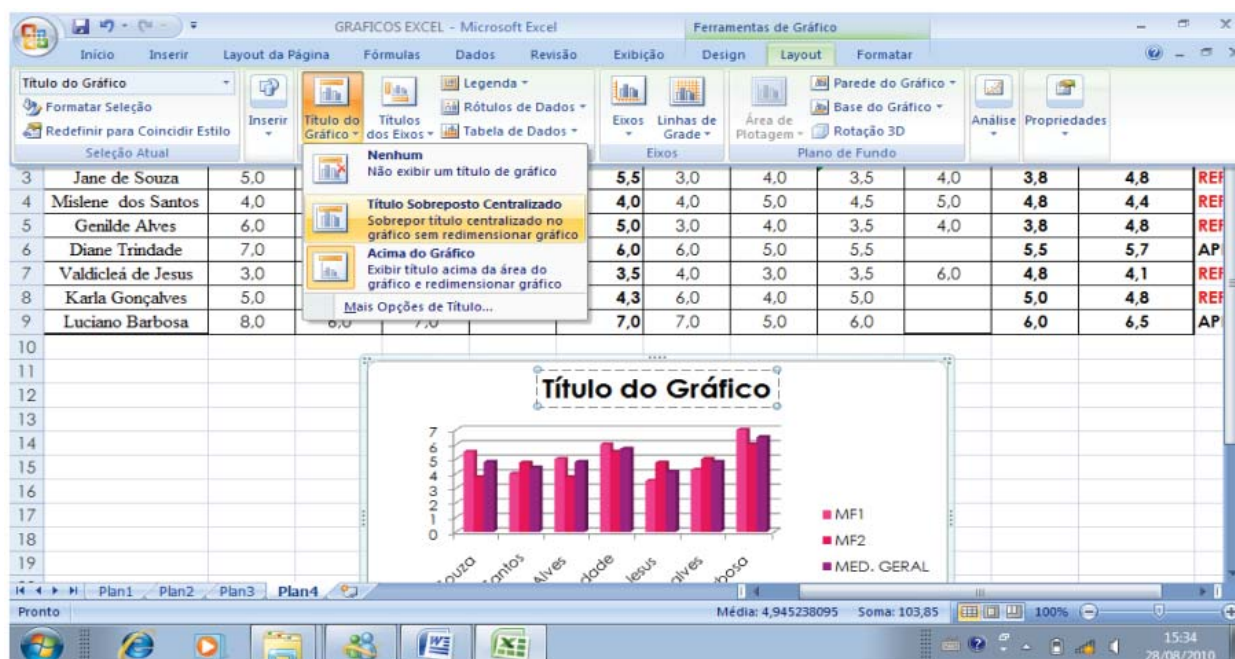 GRAFICOS EXCEL - Microsoft Excel
Ferramentas de Gráfico
Início Inserir Layout da Página Fórmulas Dados Revisão Exibição Design Layout Formatar
Título do Gráfico
Formatar Seleção
Redefinir para Coincidir Estilo
Seleção Atual
Inserir
Título do Gráfico
Títulos dos Eixos
Legenda
Rótulos de Dados
Tabela de Dados
Eixos
Linhas de Grade
Eixos
Área de Plotagem
Parede do Gráfico
Base do Gráfico
Rotação 3D
Plano de Fundo
Análise
Propriedades
Nenhum
Não exibir um título de gráfico
Título Sobreposto Centralizado
Sobrepor título centralizado no
gráfico sem redimensionar gráfico
Acima do Gráfico
Exibir título acima da área do
gráfico e redimensionar gráfico
Mais Opções de Título...
3 Jane de Souza 5,0 5,5 3,0 4,0 3,5 4,0 3,8 4,8
4 Mislene dos Santos 4,0 4,0 4,0 5,0 4,5 5,0 4,8 4,4
5 Genilde Alves 6,0 5,0 3,0 4,0 3,5 4,0 3,8 4,8
6 Diane Trindade 7,0 6,0 6,0 5,0 5,5 5,5 5,7
7 Valdicleá de Jesus 3,0 3,5 4,0 3,0 3,5 6,0 4,8 4,1
8 Karla Gonçalves 5,0 4,3 6,0 4,0 5,0 5,0 4,8
9 Luciano Barbosa 8,0 6,0 7,0 7,0 7,0 5,0 6,0 6,0 6,5
10
11
12
13
14
15
16
17
18
19
Título do Gráfico
7
6
5
4
3
2
1
0
MF1
MF2
MED. GERAL
Plan1 Plan2 Plan3 Plan4
Pronto Média: 4,945238095 Soma: 103,85 100%
15:34
28/08/2010